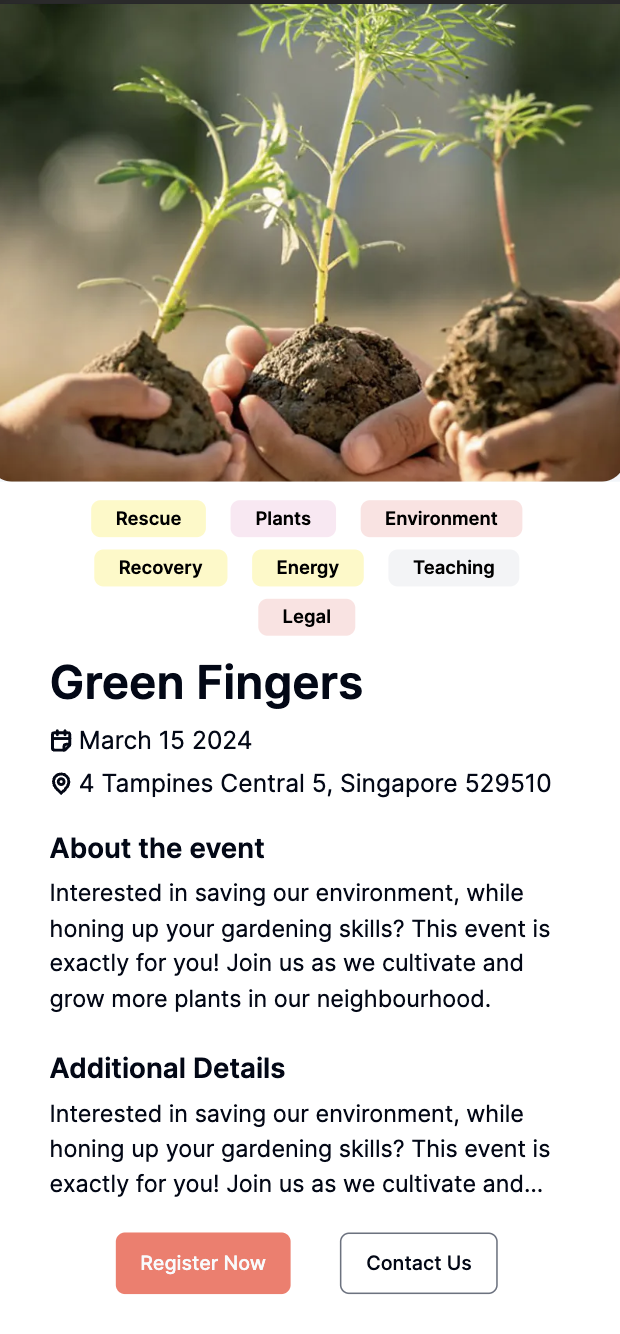 Rescue Plants Environment
Recovery Energy Teaching
Legal
Green Fingers
March 15 2024
4 Tampines Central 5, Singapore 529510
About the event
Interested in saving our environment, while
honing up your gardening skills? This event is
exactly for you! Join us as we cultivate and
grow more plants in our neighbourhood.
Additional Details
Interested in saving our environment, while
honing up your gardening skills? This event is
exactly for you! Join us as we cultivate and...
Register Now Contact Us